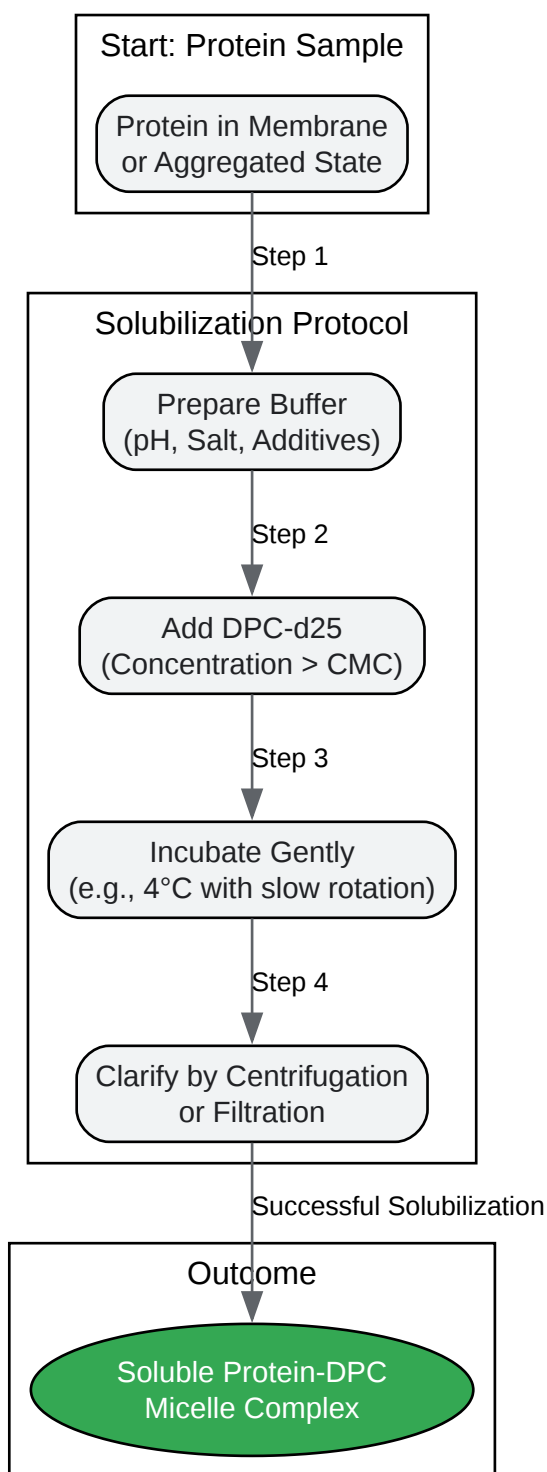 Start: Protein Sample
Protein in Membrane
or Aggregated State
Step 1
Solubilization Protocol
Prepare Buffer
(pH, Salt, Additives)
Step 2
Add DPC-d25
(Concentration > CMC)
Step 3
Incubate Gently
(e.g., 4°C with slow rotation)
Step 4
Clarify by Centrifugation
or Filtration
Successful Solubilization
Outcome
Soluble Protein-DPC
Micelle Complex